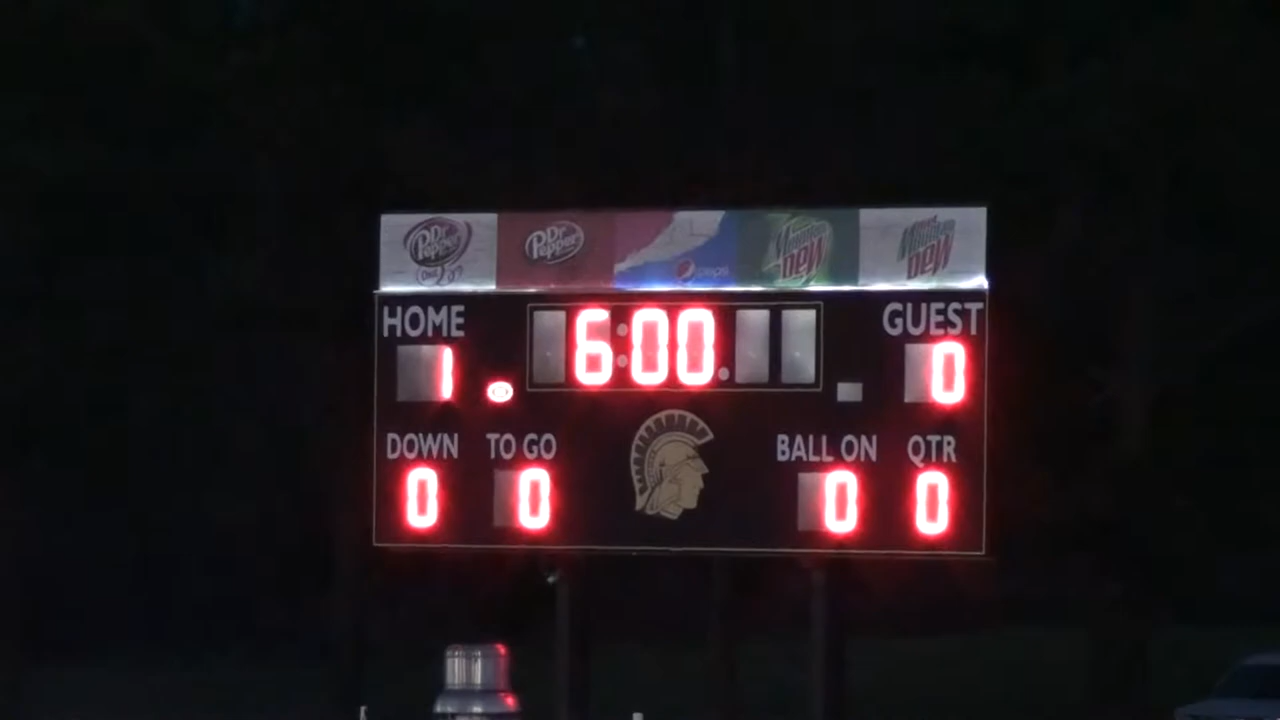 Dr Pepper Diet Dr Pepper pepsi Mountain Dew Mountain Dew
HOME 6:00 GUEST
1 0
DOWN TO GO BALL ON QTR
0 0 0 0